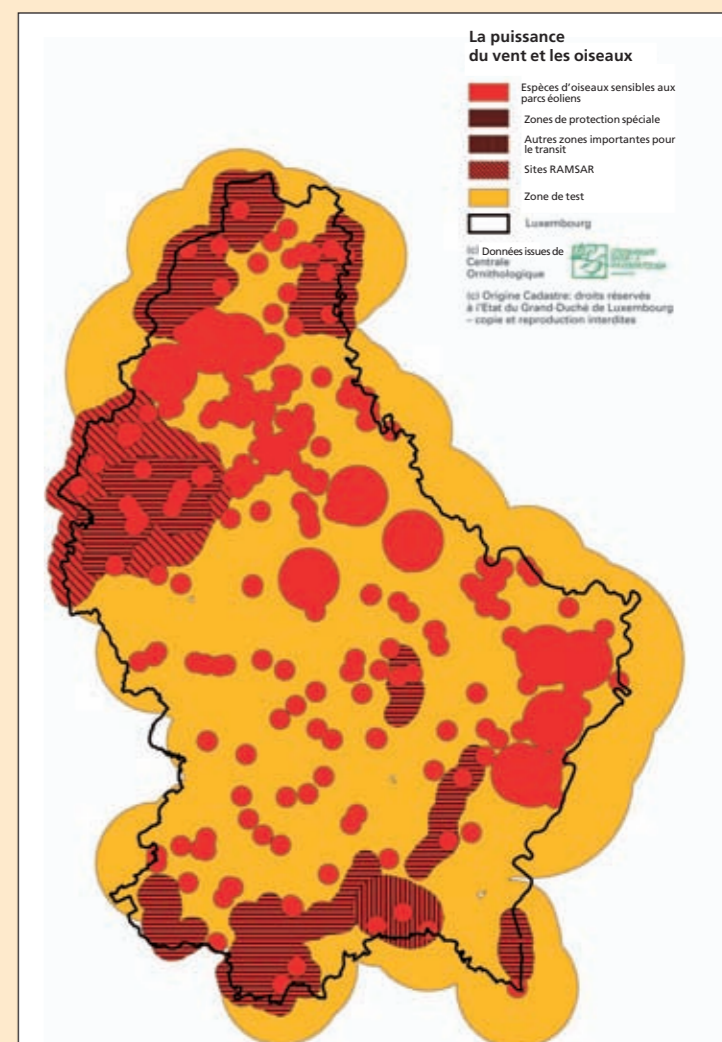 La puissance
du vent et les oiseaux
Espèces d'oiseaux sensibles aux
parcs éoliens
Zones de protection spéciale
Autres zones importantes pour
le transit
Sites RAMSAR
Zone de test
Luxembourg
(c) Données issues de
Centrale
Ornithologique
(c) Origine Cadastre: droits réservés
à l'Etat du Grand-Duché de Luxembourg
– copie et reproduction interdites